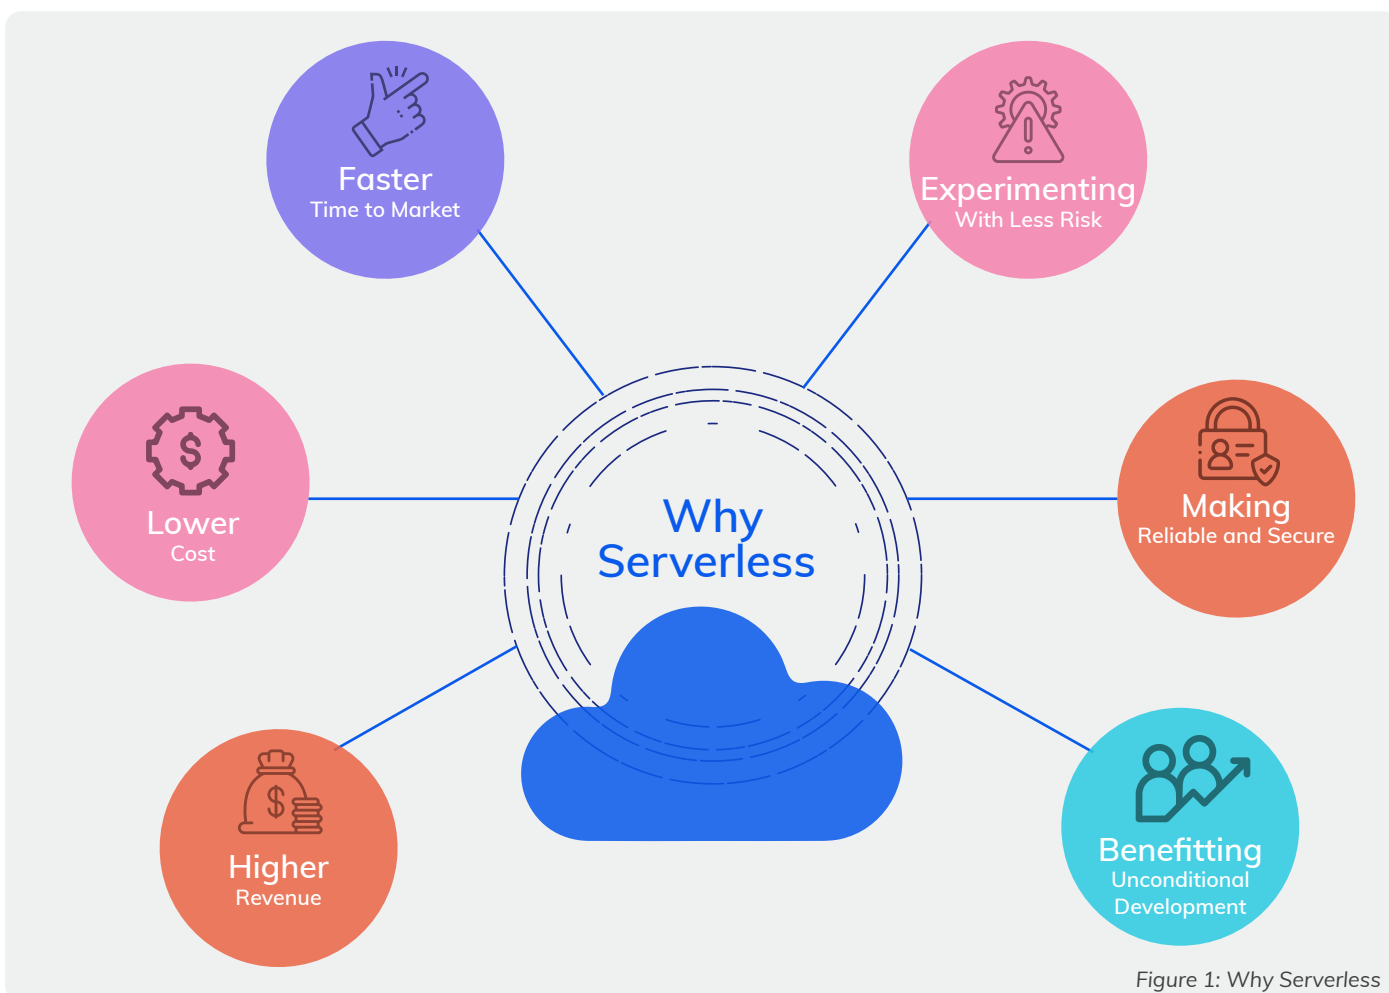 Faster
Time to Market
Experimenting
With Less Risk
Lower
Cost
Why
Serverless
Making
Reliable and Secure
Higher
Revenue
Benefitting
Unconditional
Development
Figure 1: Why Serverless